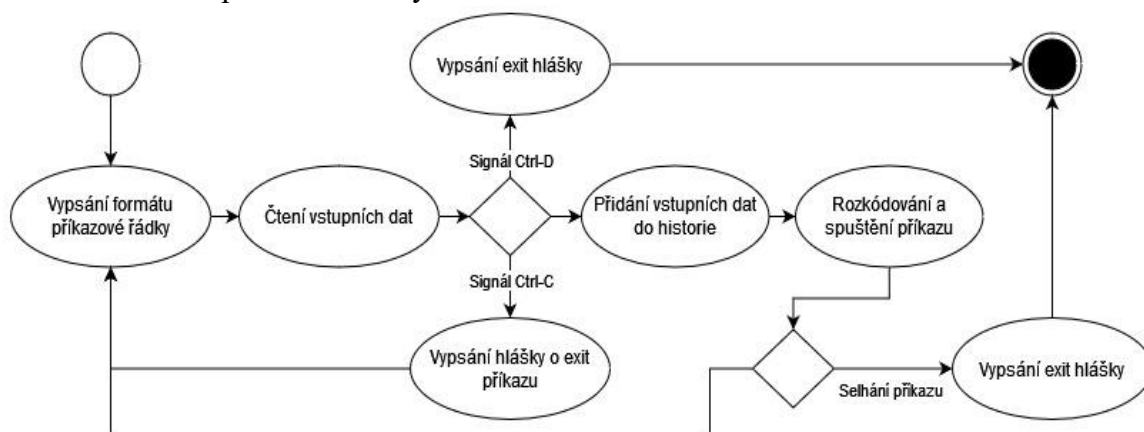 Vypsání exit hlášky
Signál Ctrl-D
Vypsání formátu
příkazové řádky
Čtení vstupních dat
Přidání vstupních dat
do historie
Rozkódování a
spuštění příkazu
Signál Ctrl-C
Vypsání hlášky o exit
příkazu
Selhání příkazu
Vypsání exit hlášky